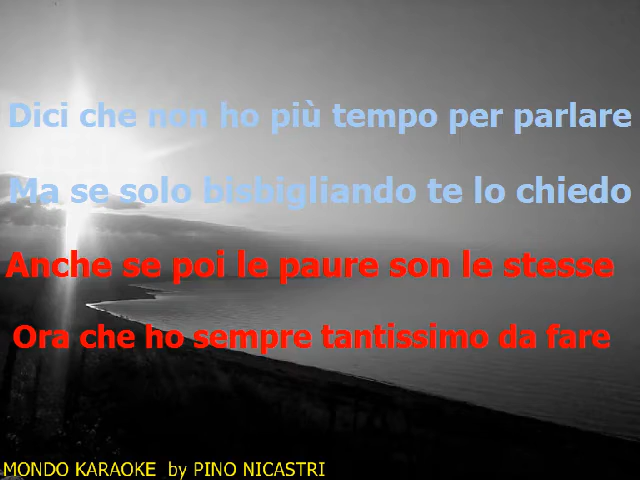 Dici che non ho più tempo per parlare
Ma se solo bisbigliando te lo chiedo
Anche se poi le paure son le stesse
Ora che ho sempre tantissimo da fare
MONDO KARAOKE by PINO NICASTRI